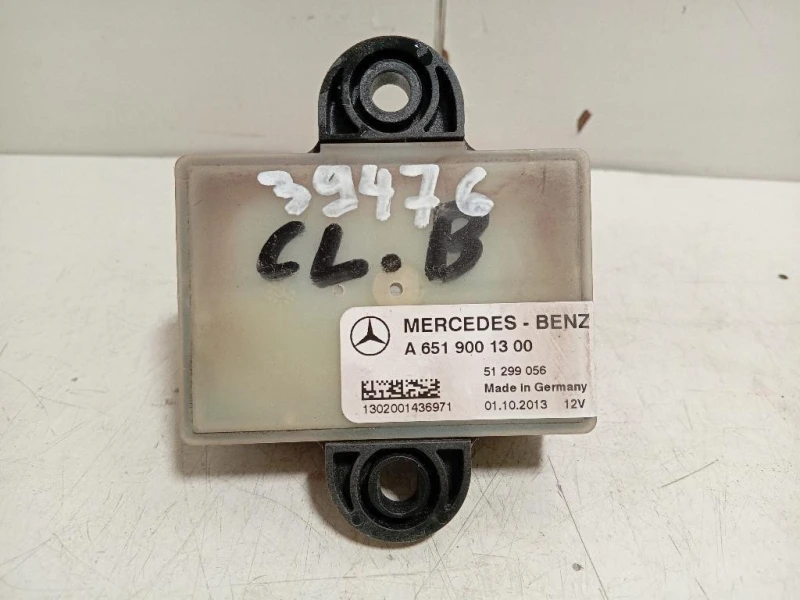 39476
CL.B
MERCEDES - BENZ
A 651 900 13 00
51 299 056
Made in Germany
1302001436971
01.10.2013 12V